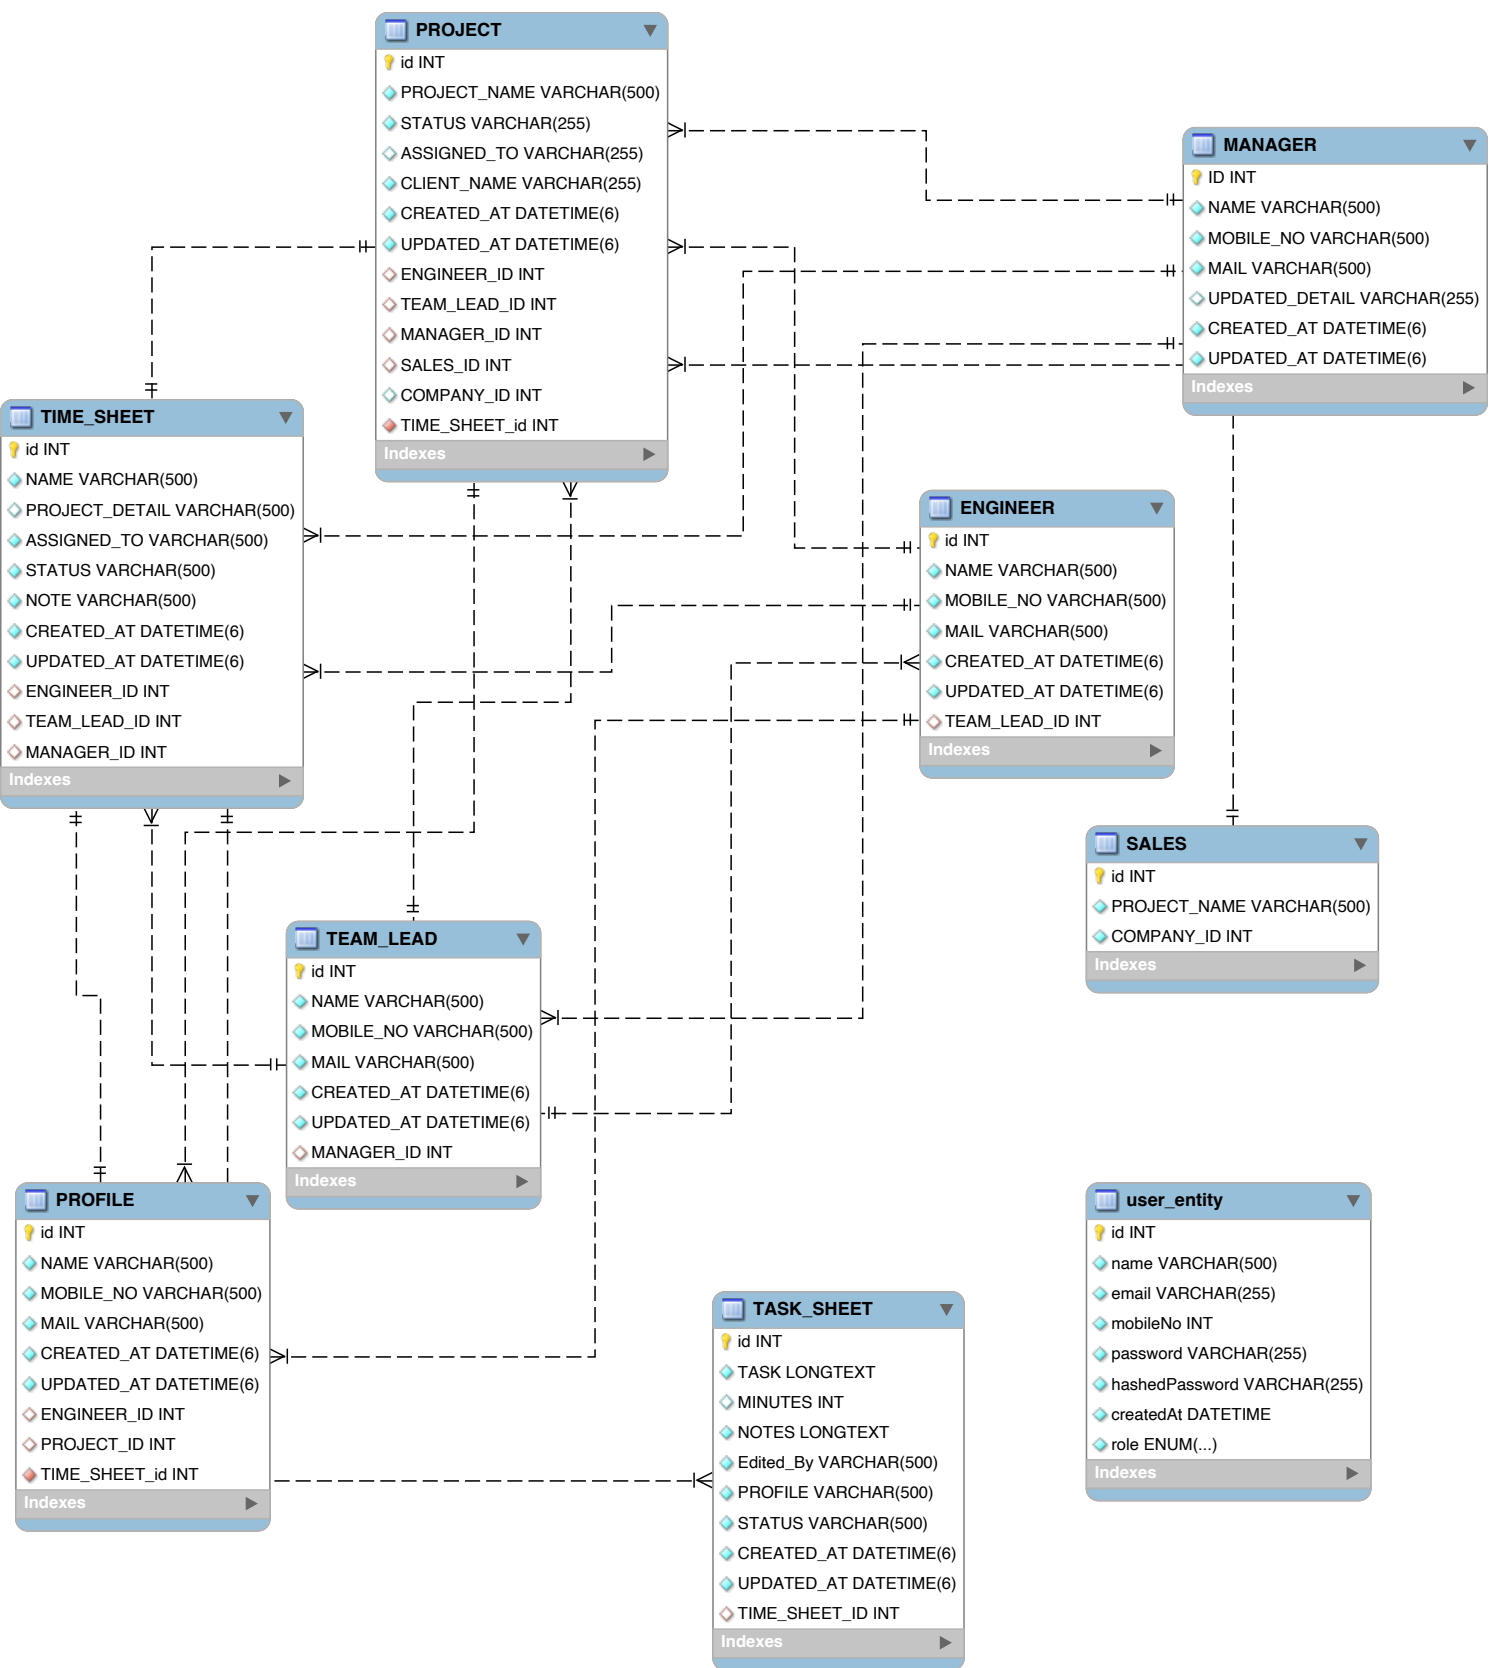 PROJECT
id INT
PROJECT_NAME VARCHAR(500)
STATUS VARCHAR(255)
ASSIGNED_TO VARCHAR(255)
CLIENT_NAME VARCHAR(255)
CREATED_AT DATETIME(6)
UPDATED_AT DATETIME(6)
ENGINEER_ID INT
TEAM_LEAD_ID INT
MANAGER_ID INT
SALES_ID INT
COMPANY_ID INT
TIME_SHEET_id INT
Indexes
MANAGER
ID INT
NAME VARCHAR(500)
MOBILE_NO VARCHAR(500)
MAIL VARCHAR(500)
UPDATED_DETAIL VARCHAR(255)
CREATED_AT DATETIME(6)
UPDATED_AT DATETIME(6)
Indexes
TIME_SHEET
id INT
NAME VARCHAR(500)
PROJECT_DETAIL VARCHAR(500)
ASSIGNED_TO VARCHAR(500)
STATUS VARCHAR(500)
NOTE VARCHAR(500)
CREATED_AT DATETIME(6)
UPDATED_AT DATETIME(6)
ENGINEER_ID INT
TEAM_LEAD_ID INT
MANAGER_ID INT
Indexes
ENGINEER
id INT
NAME VARCHAR(500)
MOBILE_NO VARCHAR(500)
MAIL VARCHAR(500)
CREATED_AT DATETIME(6)
UPDATED_AT DATETIME(6)
TEAM_LEAD_ID INT
Indexes
SALES
id INT
PROJECT_NAME VARCHAR(500)
COMPANY_ID INT
Indexes
TEAM_LEAD
id INT
NAME VARCHAR(500)
MOBILE_NO VARCHAR(500)
MAIL VARCHAR(500)
CREATED_AT DATETIME(6)
UPDATED_AT DATETIME(6)
MANAGER_ID INT
Indexes
PROFILE
id INT
NAME VARCHAR(500)
MOBILE_NO VARCHAR(500)
MAIL VARCHAR(500)
CREATED_AT DATETIME(6)
UPDATED_AT DATETIME(6)
ENGINEER_ID INT
PROJECT_ID INT
TIME_SHEET_id INT
Indexes
user_entity
id INT
name VARCHAR(500)
email VARCHAR(255)
mobileNo INT
password VARCHAR(255)
hashedPassword VARCHAR(255)
createdAt DATETIME
role ENUM(...)
Indexes
TASK_SHEET
id INT
TASK LONGTEXT
MINUTES INT
NOTES LONGTEXT
Edited_By VARCHAR(500)
PROFILE VARCHAR(500)
STATUS VARCHAR(500)
CREATED_AT DATETIME(6)
UPDATED_AT DATETIME(6)
TIME_SHEET_ID INT
Indexes